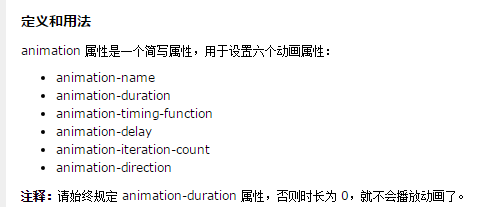 定义和用法
animation 属性是一个简写属性，用于设置六个动画属性：
animation-name
animation-duration
animation-timing-function
animation-delay
animation-iteration-count
animation-direction
注释：请始终规定 animation-duration 属性，否则时长为 0，就不会播放动画了。